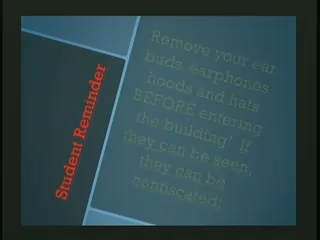 Student Reminder
Remove your ear
buds, earphones,
hoods and hats
BEFORE entering
the building! If
they can be seen,
they can be
confiscated!